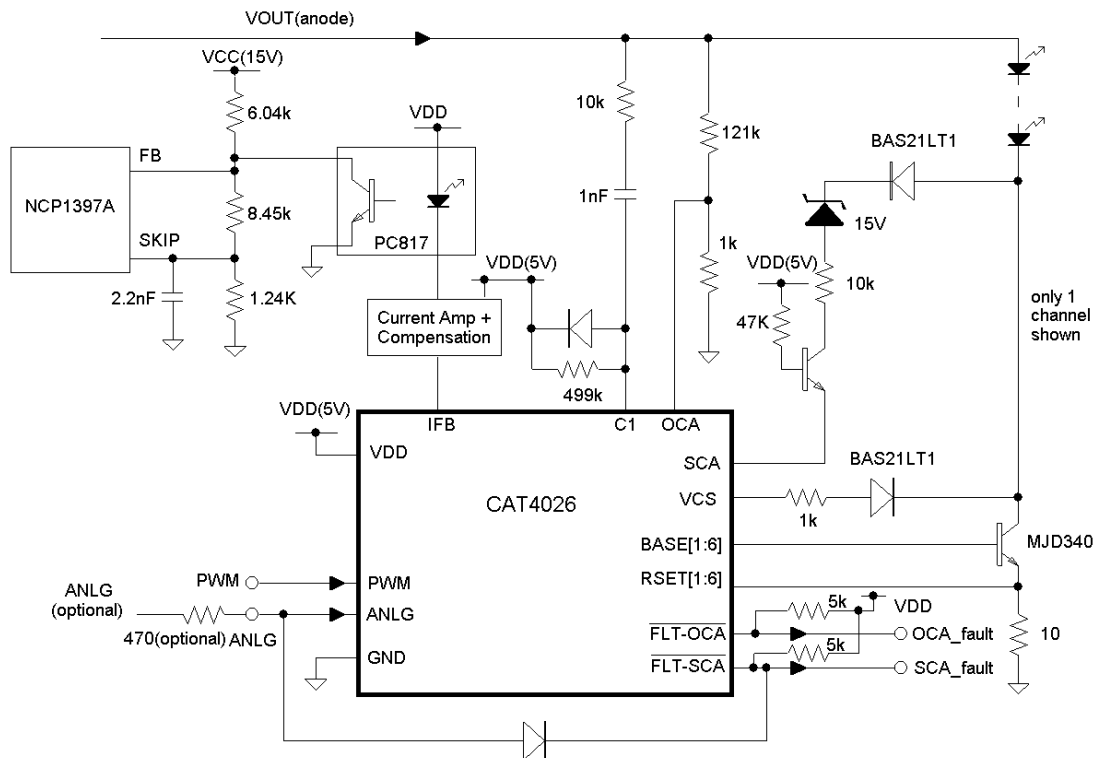 VOUT(anode)
VCC(15V)
6.04k
10k
VDD
121k
BAS21LT1
FB
NCP1397A
1nF
8.45k
15V
SKIP
PC817
1k
VDD(5V)
VDD(5V)
10k
2.2nF
1.24K
only 1
channel
shown
Current Amp +
Compensation
47K
499k
VDD(5V)
IFB
C1
OCA
VDD
SCA
BAS21LT1
CAT4026
VCS
1k
BASE[1:6]
MJD340
PWM
PWM
RSET[1:6]
ANLG
(optional)
5k
VDD
ANLG
470(optional)
ANLG
FLT-OCA
OCA_fault
10
5k
GND
FLT-SCA
SCA_fault